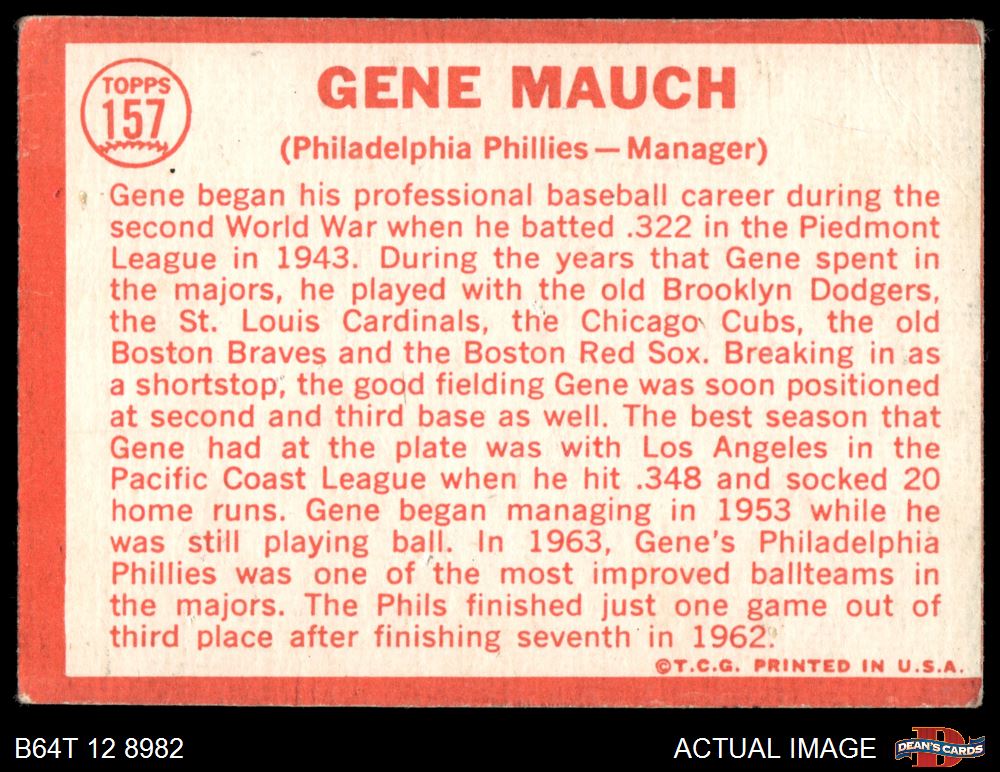 TOPPS
157
GENE MAUCH
(Philadelphia Phillies—Manager)
Gene began his professional baseball career during the
second World War when he batted .322 in the Piedmont
League in 1943. During the years that Gene spent in
the majors, he played with the old Brooklyn Dodgers,
the St. Louis Cardinals, the Chicago Cubs, the old
Boston Braves and the Boston Red Sox. Breaking in as
a shortstop, the good fielding Gene was soon positioned
at second and third base as well. The best season that
Gene had at the plate was with Los Angeles in the
Pacific Coast League when he hit .348 and socked 20
home runs. Gene began managing in 1953 while he
was still playing ball. In 1963, Gene's Philadelphia
Phillies was one of the most improved ballteams in
the majors. The Phils finished just one game out of
third place after finishing seventh in 1962.
©T.C.G. PRINTED IN U.S.A.
B64T 12 8982
ACTUAL IMAGE
D
DEAN'S CARDS